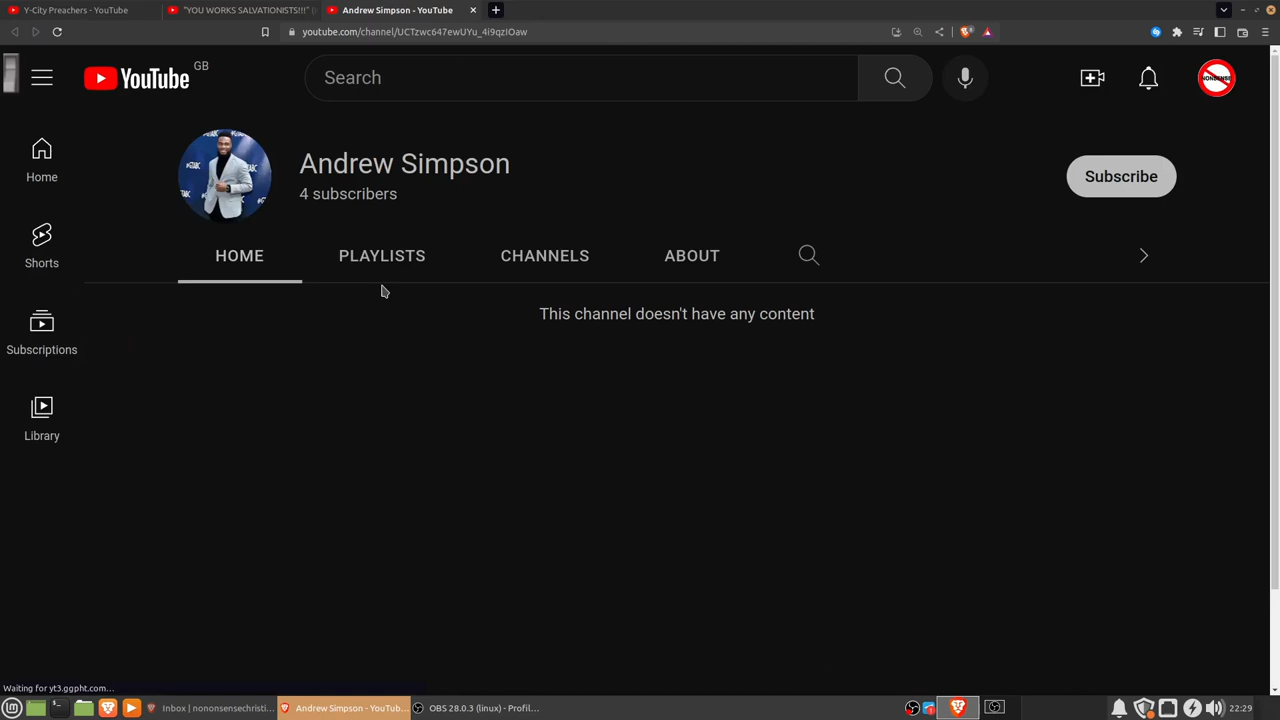 Y-City Preachers - YouTube
"YOU WORKS SALVATIONISTS!!!" (
Andrew Simpson - YouTube
youtube.com/channel/UCTzwc647ewUYu_4i9qzIOaw
YouTube
GB
Search
NONSENSE
Home
Shorts
Subscriptions
Library
Andrew Simpson
4 subscribers
Subscribe
HOME
PLAYLISTS
CHANNELS
ABOUT
This channel doesn't have any content
Waiting for yt3.ggpht.com...
Inbox | nononsensechristi...
Andrew Simpson - YouTub...
OBS 28.0.3 (linux) - Profil...
22:29